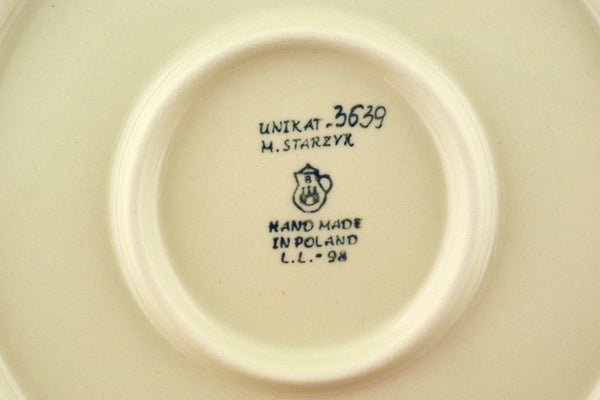 UNIKAT-3639
M. STARZYK
B
HAND MADE
IN POLAND
L.L.-98